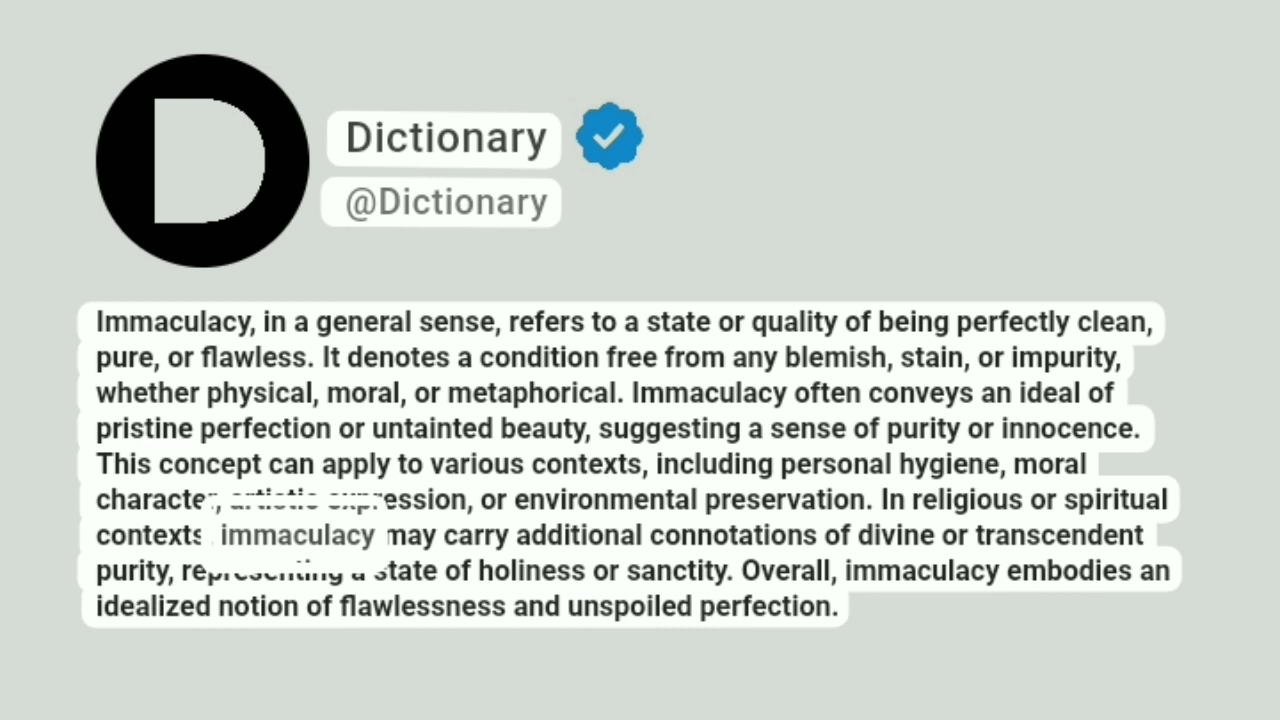 Dictionary
@Dictionary
Immaculacy, in a general sense, refers to a state or quality of being perfectly clean,
pure, or flawless. It denotes a condition free from any blemish, stain, or impurity,
whether physical, moral, or metaphorical. Immaculacy often conveys an ideal of
pristine perfection or untainted beauty, suggesting a sense of purity or innocence.
This concept can apply to various contexts, including personal hygiene, moral
character, artistic expression, or environmental preservation. In religious or spiritual
contexts immaculacy may carry additional connotations of divine or transcendent
purity, representing a state of holiness or sanctity. Overall, immaculacy embodies an
idealized notion of flawlessness and unspoiled perfection.